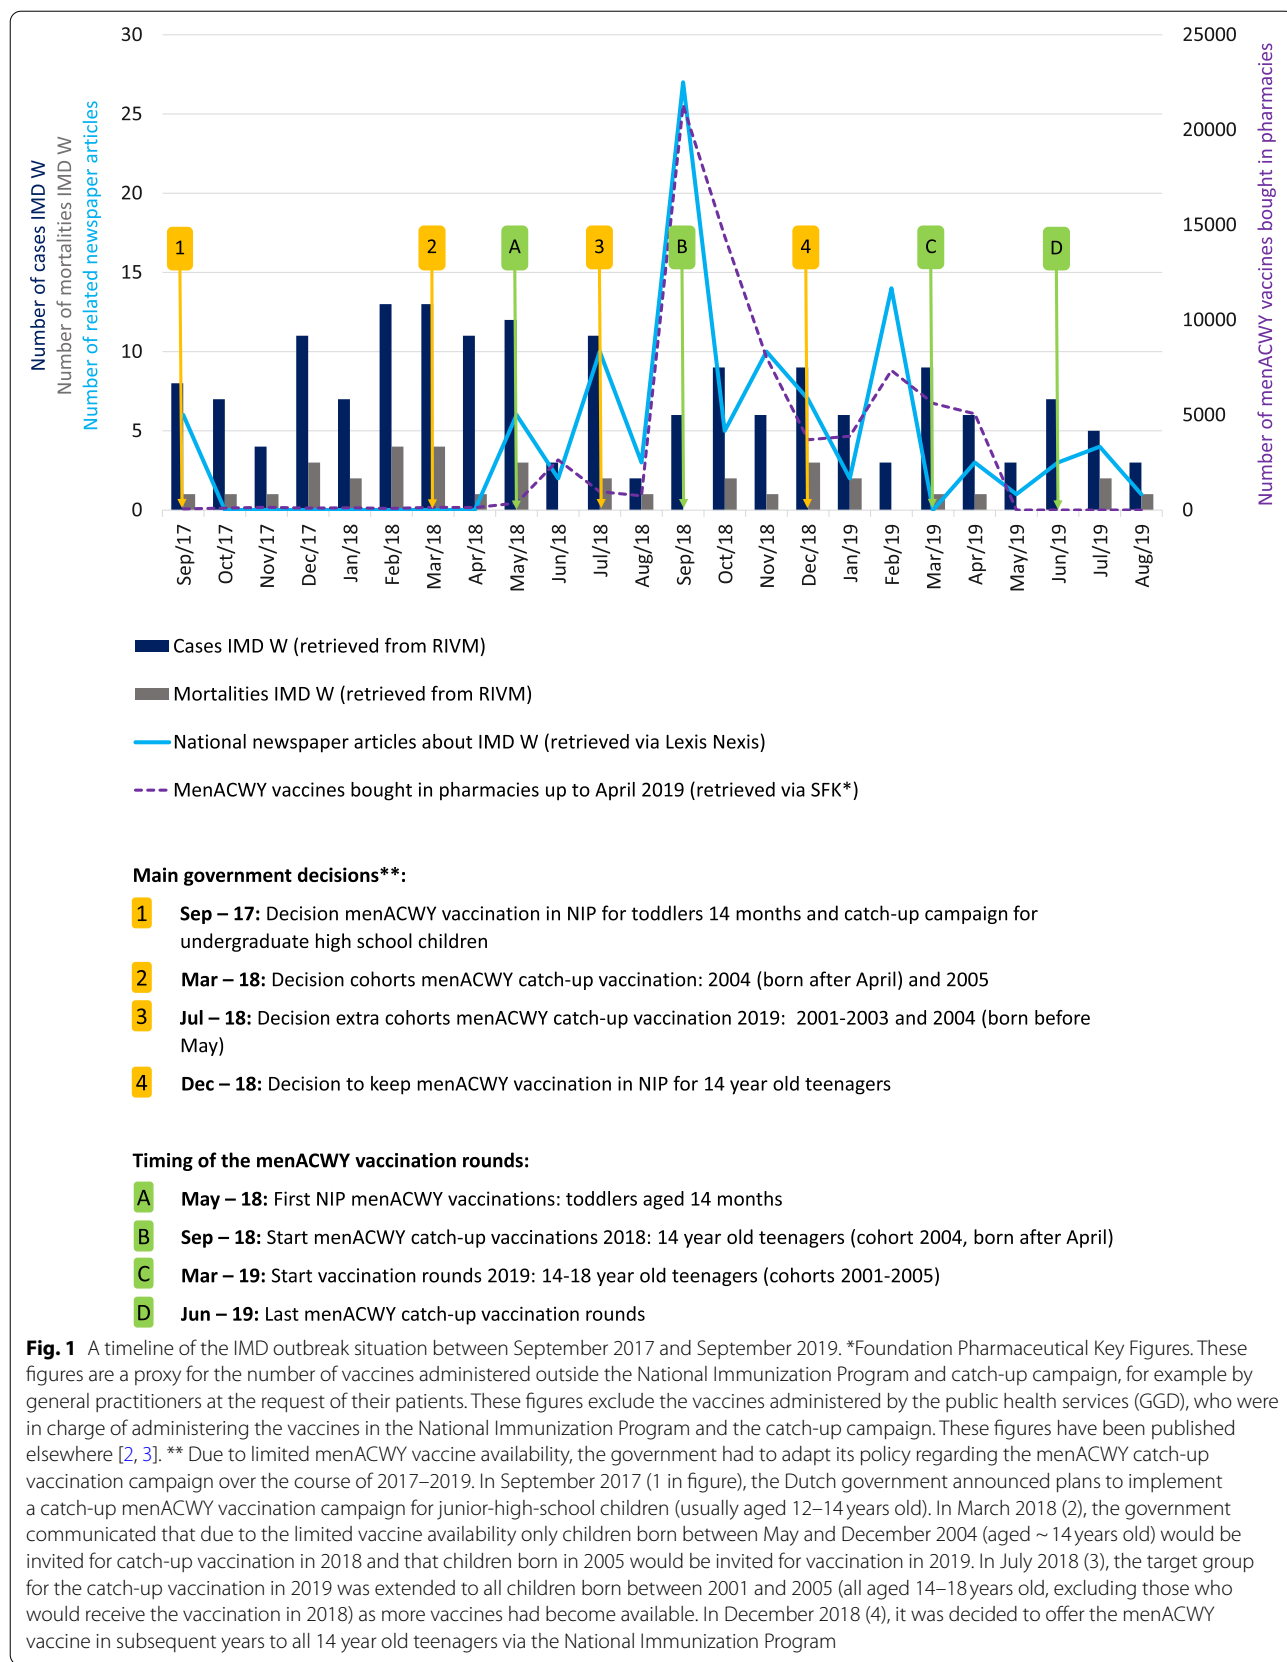 30
25
20
15
10
5
0
25000
20000
15000
10000
5000
0
Number of cases IMD W
Number of mortalities IMD W
Number of related newspaper articles
Number of menACWY vaccines bought in pharmacies
1
2
A
3
B
4
C
D
Sep/17
Oct/17
Nov/17
Dec/17
Jan/18
Feb/18
Mar/18
Apr/18
May/18
Jun/18
Jul/18
Aug/18
Sep/18
Oct/18
Nov/18
Dec/18
Jan/19
Feb/19
Mar/19
Apr/19
May/19
Jun/19
Jul/19
Aug/19
Cases IMD W (retrieved from RIVM)
Mortalities IMD W (retrieved from RIVM)
National newspaper articles about IMD W (retrieved via Lexis Nexis)
MenACWY vaccines bought in pharmacies up to April 2019 (retrieved via SFK*)
Main government decisions**:
1 Sep – 17: Decision menACWY vaccination in NIP for toddlers 14 months and catch-up campaign for
undergraduate high school children
2 Mar – 18: Decision cohorts menACWY catch-up vaccination: 2004 (born after April) and 2005
3 Jul – 18: Decision extra cohorts menACWY catch-up vaccination 2019: 2001-2003 and 2004 (born before
May)
4 Dec – 18: Decision to keep menACWY vaccination in NIP for 14 year old teenagers
Timing of the menACWY vaccination rounds:
A May – 18: First NIP menACWY vaccinations: toddlers aged 14 months
B Sep – 18: Start menACWY catch-up vaccinations 2018: 14 year old teenagers (cohort 2004, born after April)
C Mar – 19: Start vaccination rounds 2019: 14-18 year old teenagers (cohorts 2001-2005)
D Jun – 19: Last menACWY catch-up vaccination rounds
Fig. 1 A timeline of the IMD outbreak situation between September 2017 and September 2019. *Foundation Pharmaceutical Key Figures. These
figures are a proxy for the number of vaccines administered outside the National Immunization Program and catch-up campaign, for example by
general practitioners at the request of their patients. These figures exclude the vaccines administered by the public health services (GGD), who were
in charge of administering the vaccines in the National Immunization Program and the catch-up campaign. These figures have been published
elsewhere [2, 3]. ** Due to limited menACWY vaccine availability, the government had to adapt its policy regarding the menACWY catch-up
vaccination campaign over the course of 2017–2019. In September 2017 (1 in figure), the Dutch government announced plans to implement
a catch-up menACWY vaccination campaign for junior-high-school children (usually aged 12–14 years old). In March 2018 (2), the government
communicated that due to the limited vaccine availability only children born between May and December 2004 (aged ~ 14 years old) would be
invited for catch-up vaccination in 2018 and that children born in 2005 would be invited for vaccination in 2019. In July 2018 (3), the target group
for the catch-up vaccination in 2019 was extended to all children born between 2001 and 2005 (all aged 14–18 years old, excluding those who
would receive the vaccination in 2018) as more vaccines had become available. In December 2018 (4), it was decided to offer the menACWY
vaccine in subsequent years to all 14 year old teenagers via the National Immunization Program